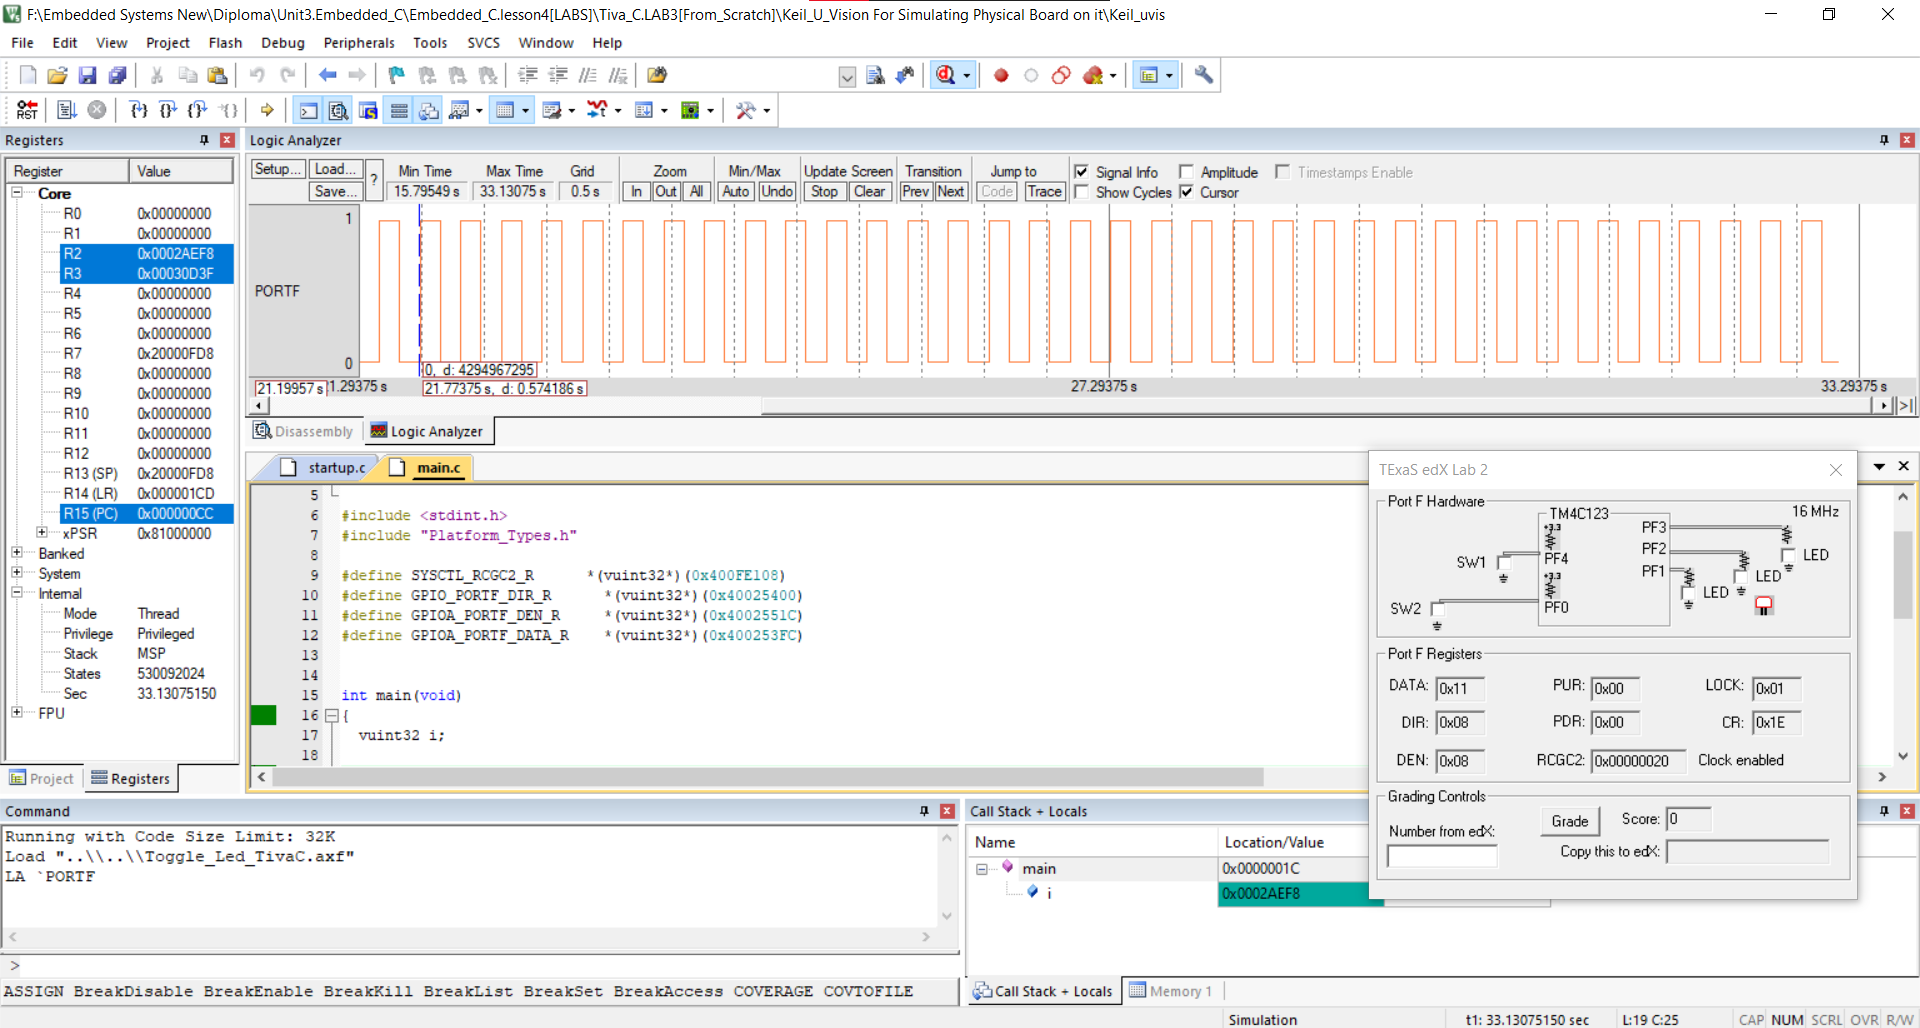 F:\Embedded Systems New\Diploma\Unit3.Embedded_C\Embedded_C.lesson4[LABS]\Tiva_C.LAB3[From_Scratch]\Keil_U_Vision For Simulating Physical Board on it\Keil_uvis
File Edit View Project Flash Debug Peripherals Tools SVCS Window Help
RST
Registers
Register Value
Core
R0 0x00000000
R1 0x00000000
R2 0x0002AEF8
R3 0x00030D3F
R4 0x00000000
R5 0x00000000
R6 0x00000000
R7 0x20000FD8
R8 0x00000000
R9 0x00000000
R10 0x00000000
R11 0x00000000
R12 0x00000000
R13 (SP) 0x20000FD8
R14 (LR) 0x000001CD
R15 (PC) 0x000000CC
xPSR 0x81000000
Banked
System
Internal
Mode Thread
Privilege Privileged
Stack MSP
States 530092024
Sec 33.13075150
FPU
Project Registers
Logic Analyzer
Setup... Load... ? Min Time Max Time Grid Zoom Min/Max Update Screen Transition Jump to Signal Info Amplitude Timestamps Enable
Save... 15.79549 s 33.13075 s 0.5 s In Out All Auto Undo Stop Clear Prev Next Code Trace Show Cycles Cursor
1
PORTF
0
0, d: 4294967295
21.19957 s 1.29375 s 21.77375 s, d: 0.574186 s 27.29375 s 33.29375 s
Disassembly Logic Analyzer
startup.c main.c
5
6 #include <stdint.h>
7 #include "Platform_Types.h"
8
9 #define SYSCTL_RCGC2_R *(vuint32*)(0x400FE108)
10 #define GPIO_PORTF_DIR_R *(vuint32*)(0x40025400)
11 #define GPIOA_PORTF_DEN_R *(vuint32*)(0x4002551C)
12 #define GPIOA_PORTF_DATA_R *(vuint32*)(0x400253FC)
13
14
15 int main(void)
16 {
17 vuint32 i;
18
TExaS edX Lab 2
Port F Hardware
TM4C123 16 MHz
+3.3 PF3
SW1 PF4 PF2 LED
+3.3 PF1 LED
SW2 PF0 LED
Port F Registers
DATA: 0x11 PUR: 0x00 LOCK: 0x01
DIR: 0x08 PDR: 0x00 CR: 0x1E
DEN: 0x08 RCGC2: 0x00000020 Clock enabled
Grading Controls
Number from edX: Grade Score: 0
Copy this to edX:
Command
Running with Code Size Limit: 32K
Load "..\\..\\Toggle_Led_TivaC.axf"
LA `PORTF
>
ASSIGN BreakDisable BreakEnable BreakKill BreakList BreakSet BreakAccess COVERAGE COVTOFILE
Call Stack + Locals
Name Location/Value
main 0x0000001C
i 0x0002AEF8
Call Stack + Locals Memory 1
Simulation t1: 33.13075150 sec L:19 C:25 CAP NUM SCRL OVR R/W